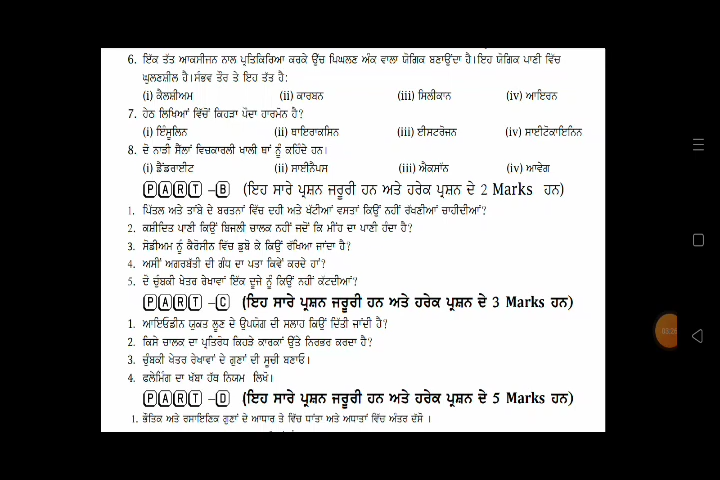 6. ਇੱਕ ਤੱਤ ਆਕਸੀਜਨ ਨਾਲ ਪ੍ਰਤਿਕਿਰਿਆ ਕਰਕੇ ਉੱਚ ਪਿਘਲਣ ਅੰਕ ਵਾਲਾ ਯੋਗਿਕ ਬਣਾਉਂਦਾ ਹੈ।ਇਹ ਯੋਗਿਕ ਪਾਣੀ ਵਿੱਚ
ਘੁਲਣਸ਼ੀਲ ਹੈ।ਸੰਭਵ ਤੌਰ ਤੇ ਇਹ ਤੱਤ ਹੈ:
(i) ਕੈਲਸ਼ੀਅਮ (ii) ਕਾਰਬਨ (iii) ਸਿਲੀਕਾਨ (iv) ਆਇਰਨ
7. ਹੇਠ ਲਿਖਿਆਂ ਵਿੱਚੋਂ ਕਿਹੜਾ ਪੌਦਾ ਹਾਰਮੋਨ ਹੈ?
(i) ਇੰਸੂਲਿਨ (ii) ਥਾਇਰਾਕਸਿਨ (iii) ਈਸਟਰੋਜਨ (iv) ਸਾਈਟੋਕਾਇਨਿਨ
8. ਦੋ ਨਾੜੀ ਸੈੱਲਾਂ ਵਿਚਕਾਰਲੀ ਖਾਲੀ ਥਾਂ ਨੂੰ ਕਹਿੰਦੇ ਹਨ।
(i) ਡੈਂਡਰਾਈਟ (ii) ਸਾਈਨੈਪਸ (iii) ਐਕਸਾੱਨ (iv) ਆਵੇਗ
PART –B (ਇਹ ਸਾਰੇ ਪ੍ਰਸ਼ਨ ਜਰੂਰੀ ਹਨ ਅਤੇ ਹਰੇਕ ਪ੍ਰਸ਼ਨ ਦੇ 2 Marks ਹਨ)
1. ਪਿੱਤਲ ਅਤੇ ਤਾਂਬੇ ਦੇ ਬਰਤਨਾਂ ਵਿੱਚ ਦਹੀਂ ਅਤੇ ਖੱਟੀਆਂ ਵਸਤਾਂ ਕਿਉਂ ਨਹੀਂ ਰੱਖਣੀਆਂ ਚਾਹੀਦੀਆਂ?
2. ਕਸ਼ੀਦਿਤ ਪਾਣੀ ਕਿਉਂ ਬਿਜਲੀ ਚਾਲਕ ਨਹੀਂ ਜਦੋਂ ਕਿ ਮੀਂਹ ਦਾ ਪਾਣੀ ਹੰਦਾ ਹੈ?
3. ਸੋਡੀਅਮ ਨੂੰ ਕੈਰੋਸੀਨ ਵਿੱਚ ਡੁਬੋ ਕੇ ਕਿਉਂ ਰੱਖਿਆ ਜਾਂਦਾ ਹੈ?
4. ਅਸੀਂ ਅਗਰਬੱਤੀ ਦੀ ਗੰਧ ਦਾ ਪਤਾ ਕਿਵੇਂ ਕਰਦੇ ਹਾਂ?
5. ਦੋ ਚੁੰਬਕੀ ਖੇਤਰ ਰੇਖਾਵਾਂ ਇੱਕ ਦੂਜੇ ਨੂੰ ਕਿਉਂ ਨਹੀਂ ਕੱਟਦੀਆਂ?
PART –C (ਇਹ ਸਾਰੇ ਪ੍ਰਸ਼ਨ ਜਰੂਰੀ ਹਨ ਅਤੇ ਹਰੇਕ ਪ੍ਰਸ਼ਨ ਦੇ 3 Marks ਹਨ)
1. ਆਇਓਡੀਨ ਯੁਕਤ ਲੂਣ ਦੇ ਉਪਯੋਗ ਦੀ ਸਲਾਹ ਕਿਉਂ ਦਿੱਤੀ ਜਾਂਦੀ ਹੈ?
2. ਕਿਸੇ ਚਾਲਕ ਦਾ ਪ੍ਰਤਿਰੋਧ ਕਿਹੜੇ ਕਾਰਕਾਂ ਉੱਤੇ ਨਿਰਭਰ ਕਰਦਾ ਹੈ?
3. ਚੁੰਬਕੀ ਖੇਤਰ ਰੇਖਾਵਾਂ ਦੇ ਗੁਣਾਂ ਦੀ ਸੂਚੀ ਬਣਾਓ।
4. ਫਲੇਮਿੰਗ ਦਾ ਖੱਬਾ ਹੱਥ ਨਿਯਮ ਲਿਖੋ।
PART –D (ਇਹ ਸਾਰੇ ਪ੍ਰਸ਼ਨ ਜਰੂਰੀ ਹਨ ਅਤੇ ਹਰੇਕ ਪ੍ਰਸ਼ਨ ਦੇ 5 Marks ਹਨ)
1. ਭੌਤਿਕ ਅਤੇ ਰਸਾਇਣਿਕ ਗੁਣਾਂ ਦੇ ਆਧਾਰ ਤੇ ਵਿੱਚ ਧਾਤਾਂ ਅਤੇ ਅਧਾਤਾਂ ਵਿੱਚ ਅੰਤਰ ਦੱਸੋ ।